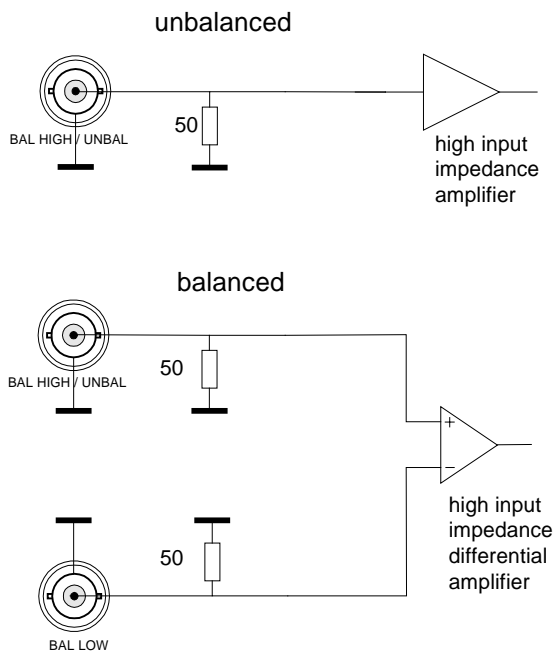 unbalanced
50
BAL HIGH / UNBAL
high input
impedance
amplifier
balanced
50
BAL HIGH / UNBAL
+
−
high input
impedance
differential
amplifier
50
BAL LOW